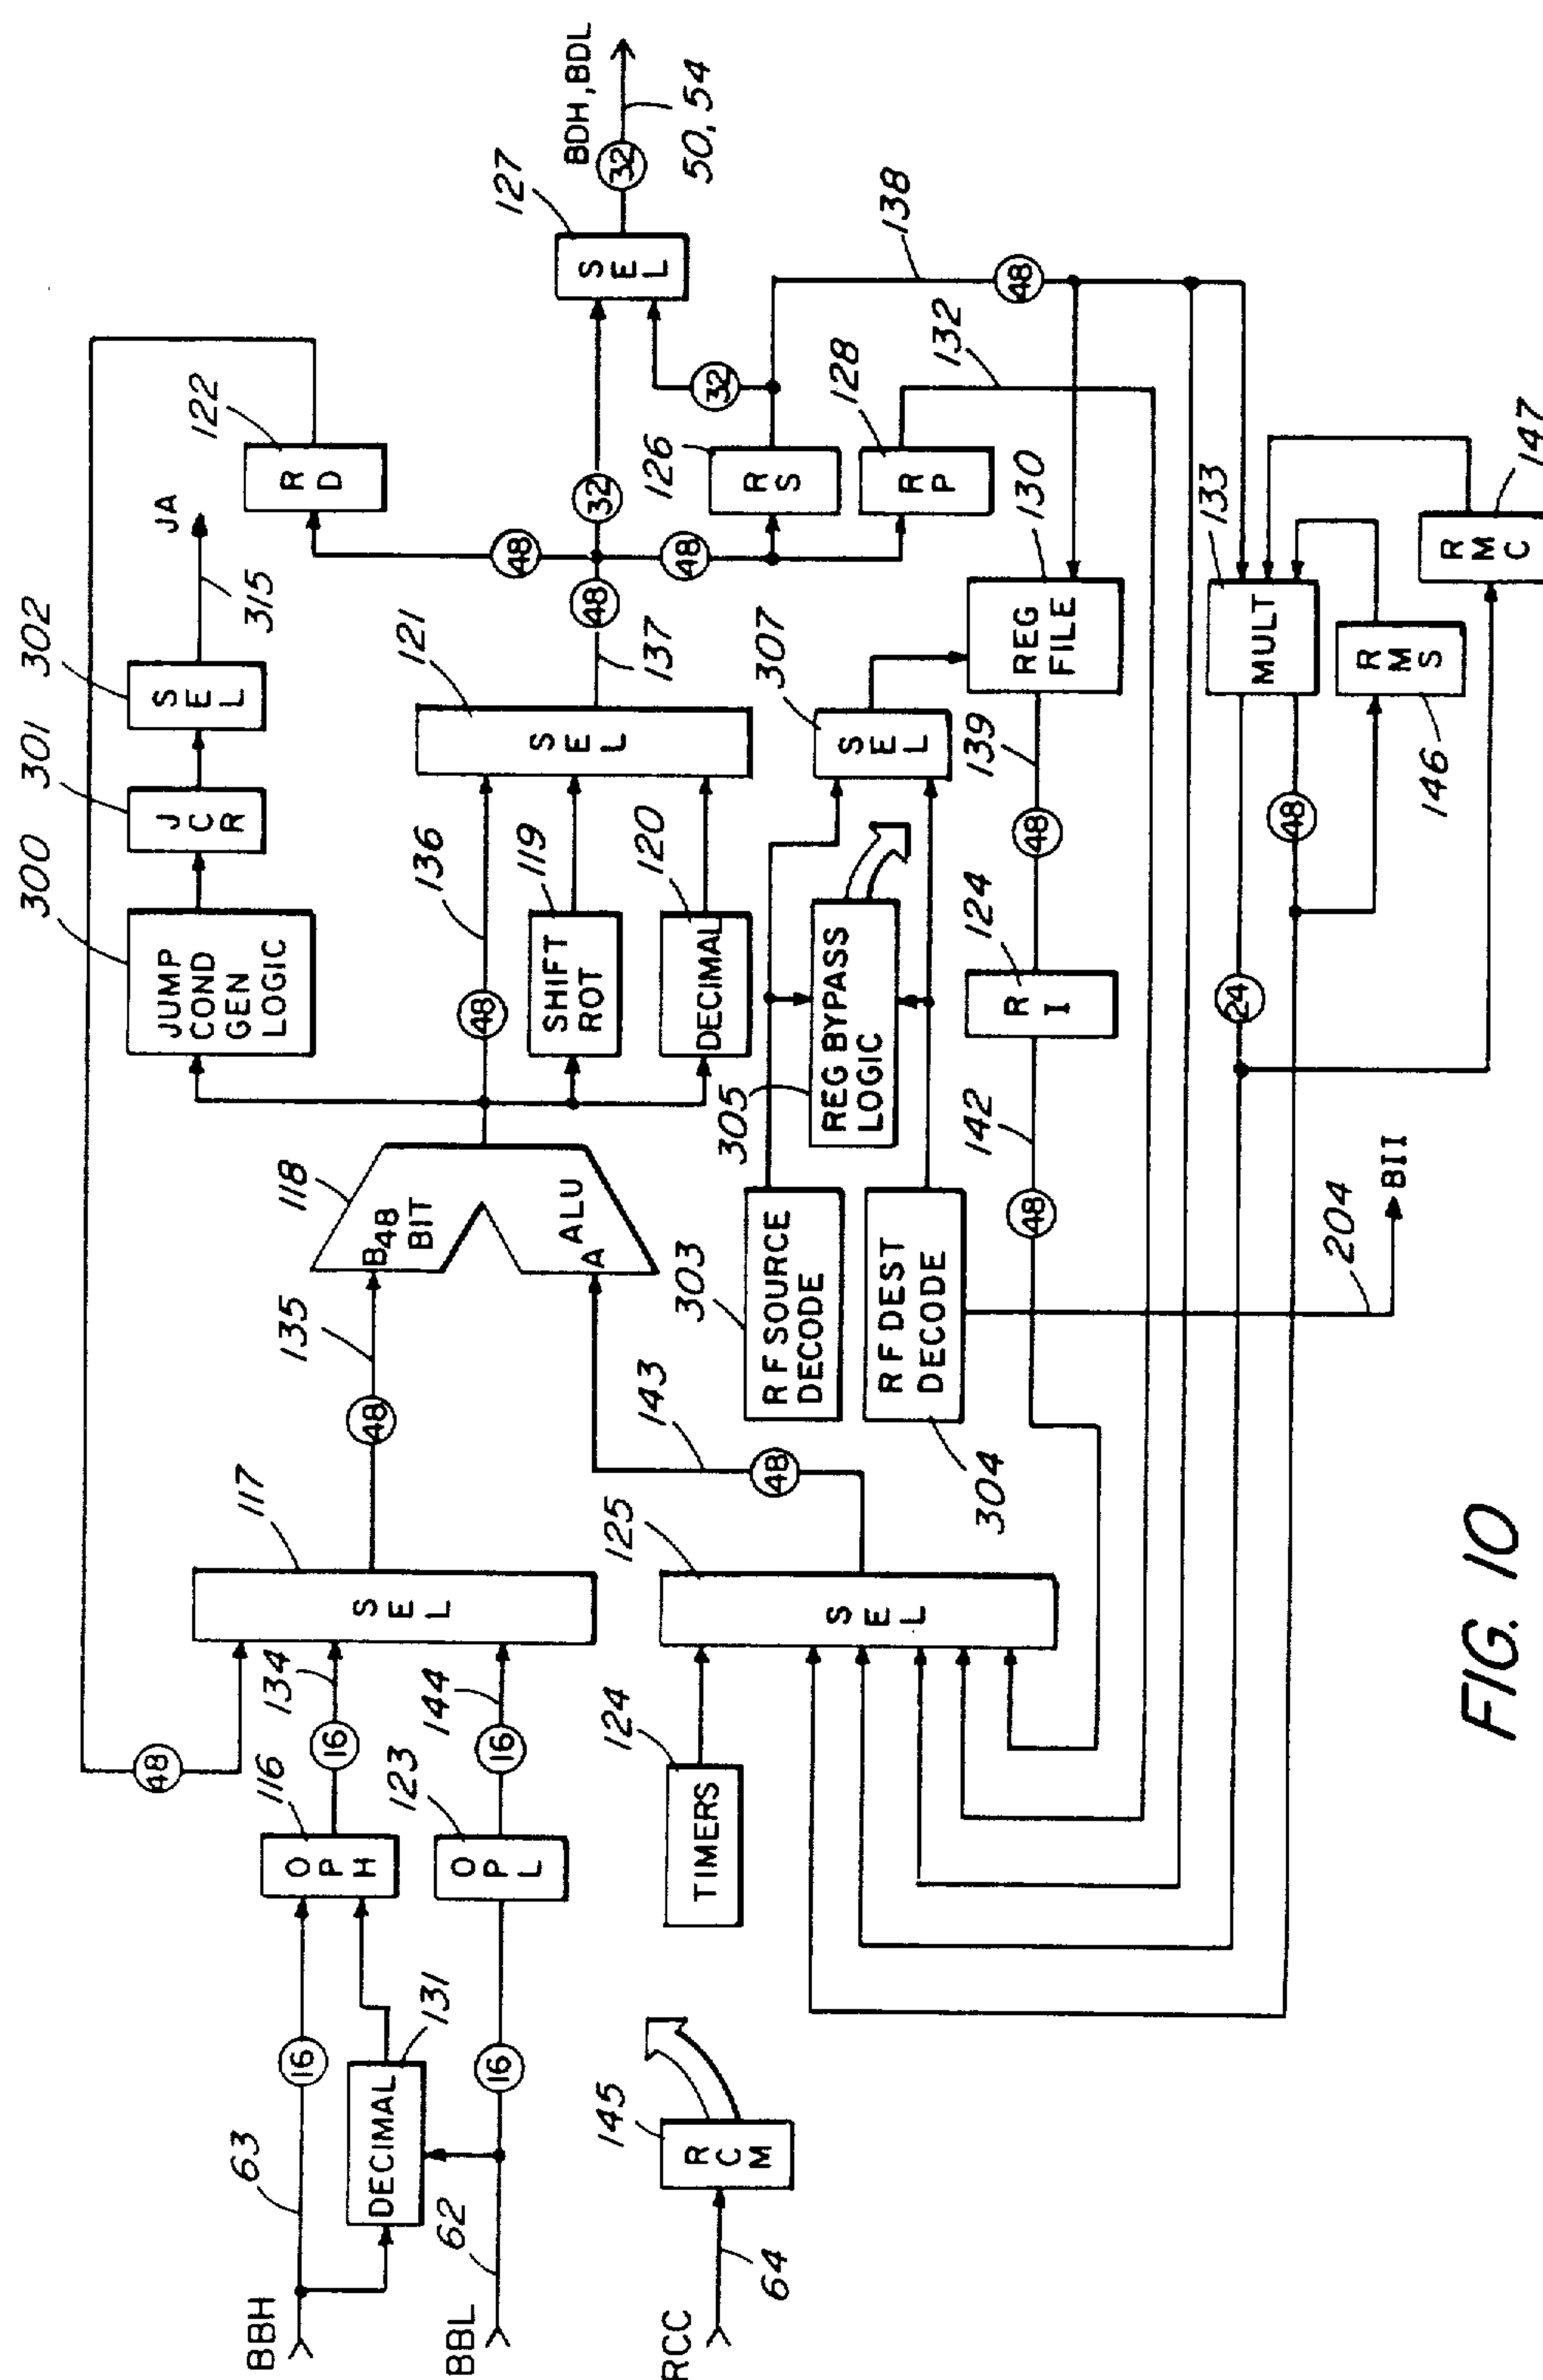 300
301
302
JUMP
COND
GEN
LOGIC
JCR
SEL
JA
315
122
RD
BBH
63
16
DECIMAL
131
OPH
116
16
134
48
BBL
62
16
OPL
123
16
144
SEL
117
48
135
B 48
BIT
ALU
A
118
48
136
SHIFT
ROT
119
DECIMAL
120
SEL
121
137
48
48
32
48
SEL
127
32
BDH, BDL
50, 54
RS
126
32
RP
128
132
138
48
RCC
64
RCM
145
TIMERS
124
SEL
125
48
143
RF SOURCE
DECODE
303
RF DEST
DECODE
304
REG BYPASS
LOGIC
305
SEL
307
REG
FILE
130
139
48
RI
124
142
48
204
BII
MULT
133
24
48
RMS
146
RMC
147
FIG. 10